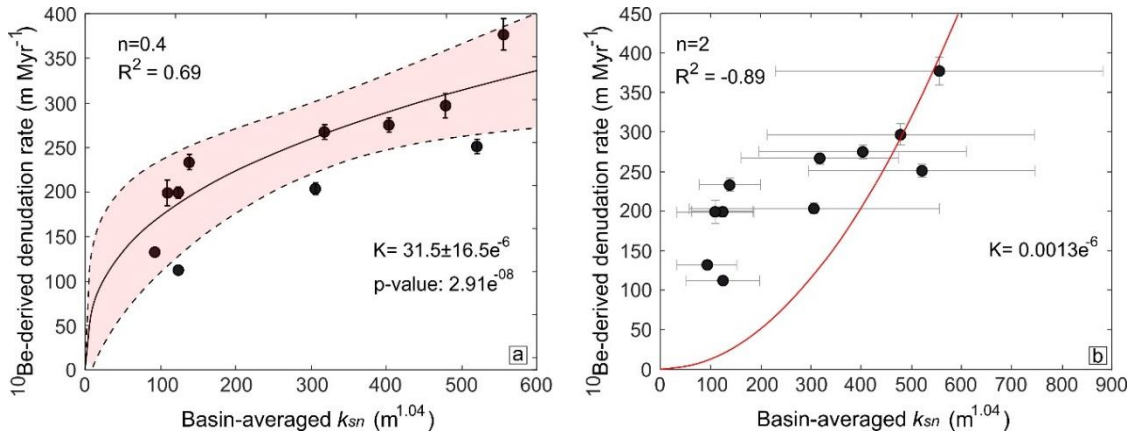 400
350
300
250
200
150
100
50
0
¹⁰Be-derived denudation rate (m Myr⁻¹)
n=0.4
R² = 0.69
K= 31.5±16.5e⁻⁶
p-value: 2.91e⁻⁰⁸
a
0 100 200 300 400 500 600
Basin-averaged kₛₙ (m¹·⁰⁴)
450
400
350
300
250
200
150
100
50
0
¹⁰Be-derived denudation rate (m Myr⁻¹)
n=2
R² = -0.89
K= 0.0013e⁻⁶
b
0 100 200 300 400 500 600 700 800 900
Basin-averaged kₛₙ (m¹·⁰⁴)